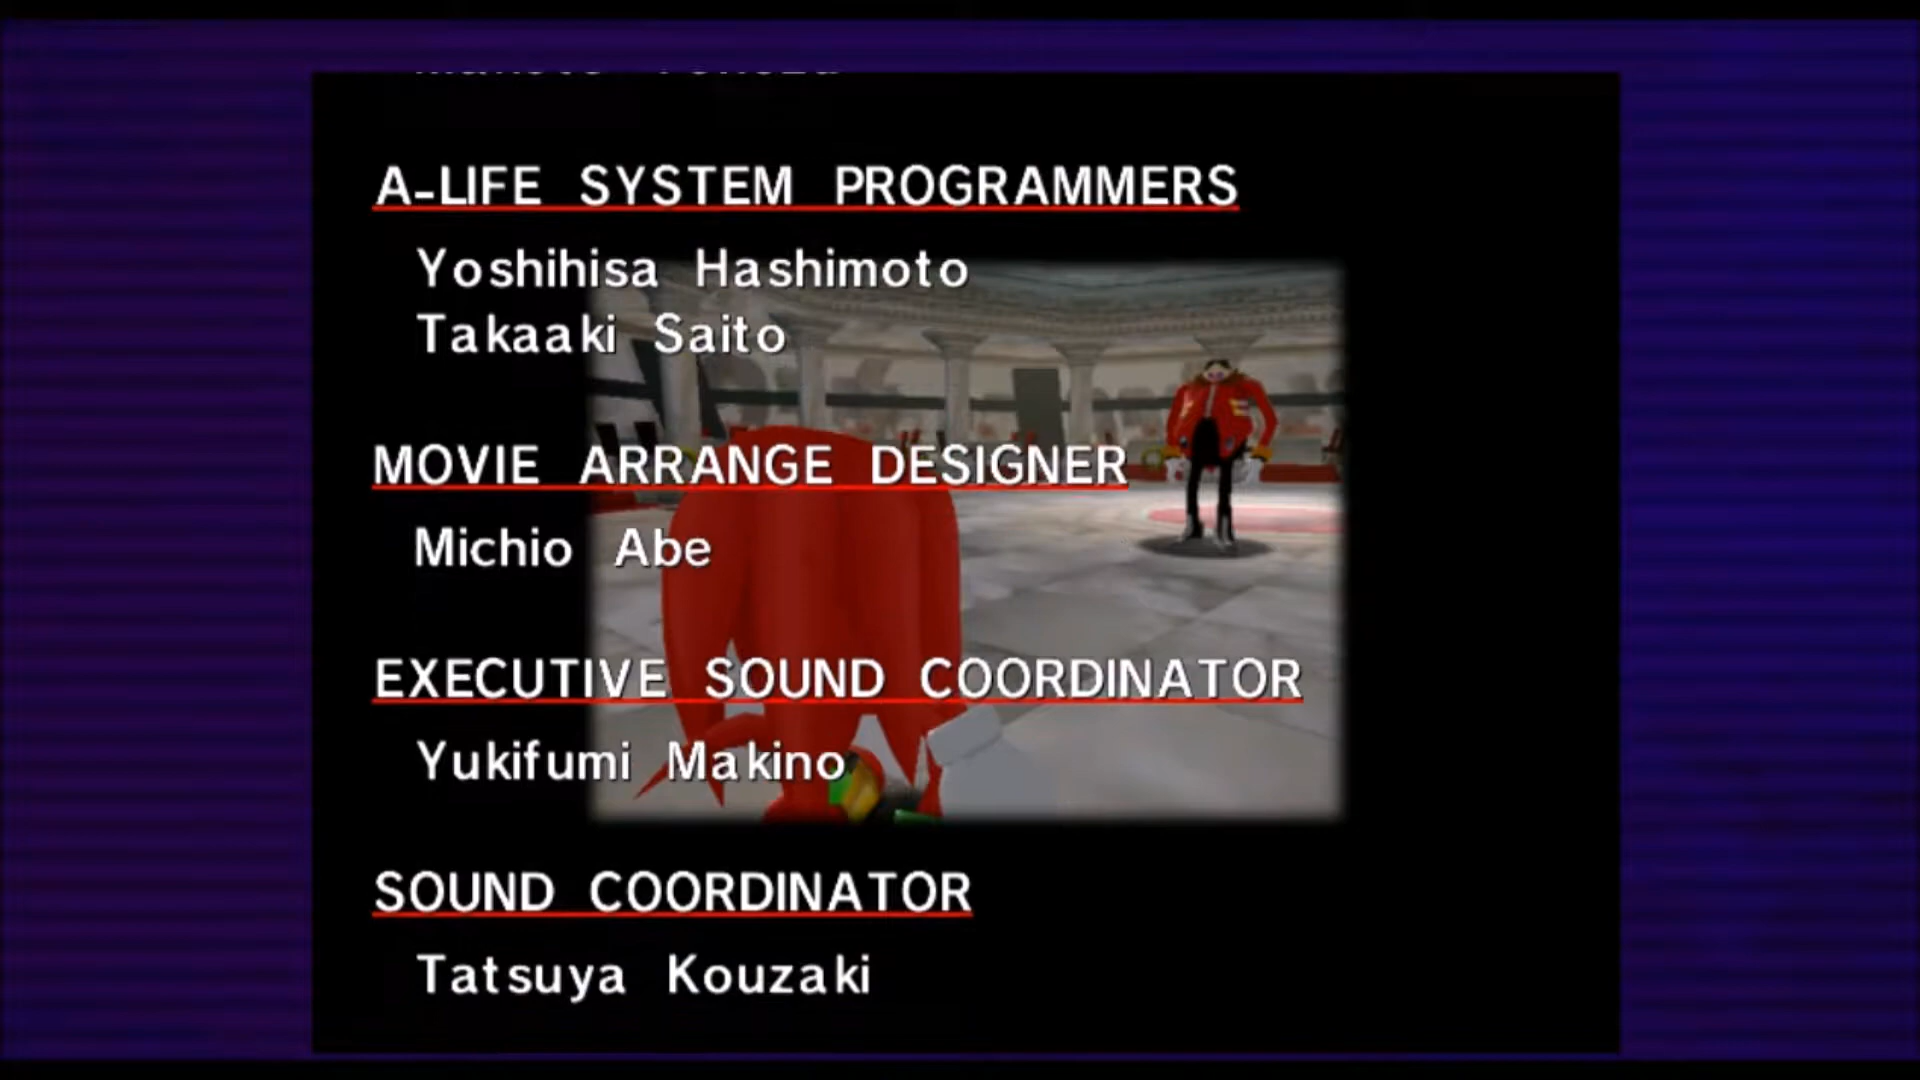 A-LIFE SYSTEM PROGRAMMERS
Yoshihisa Hashimoto
Takaaki Saito
MOVIE ARRANGE DESIGNER
Michio Abe
EXECUTIVE SOUND COORDINATOR
Yukifumi Makino
SOUND COORDINATOR
Tatsuya Kouzaki